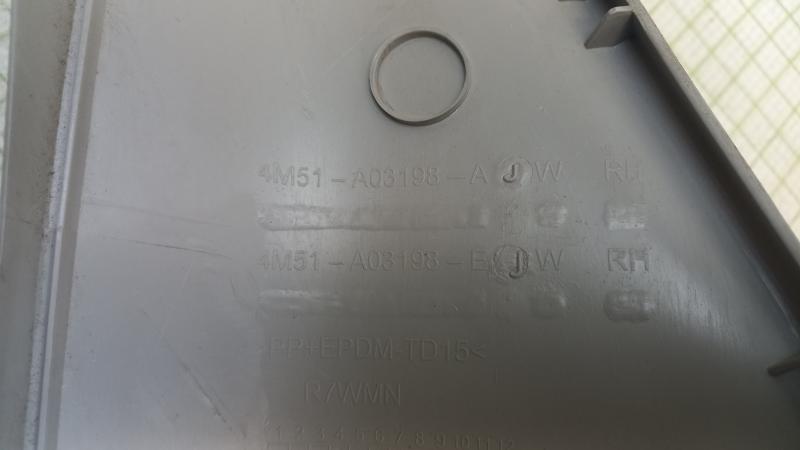 4M51-A03198-A J W RH
4M51-A03198-E J W RH
>PP+EPDM-TD15<
R/WMN
1 2 3 4 5 6 7 8 9 10 11 12